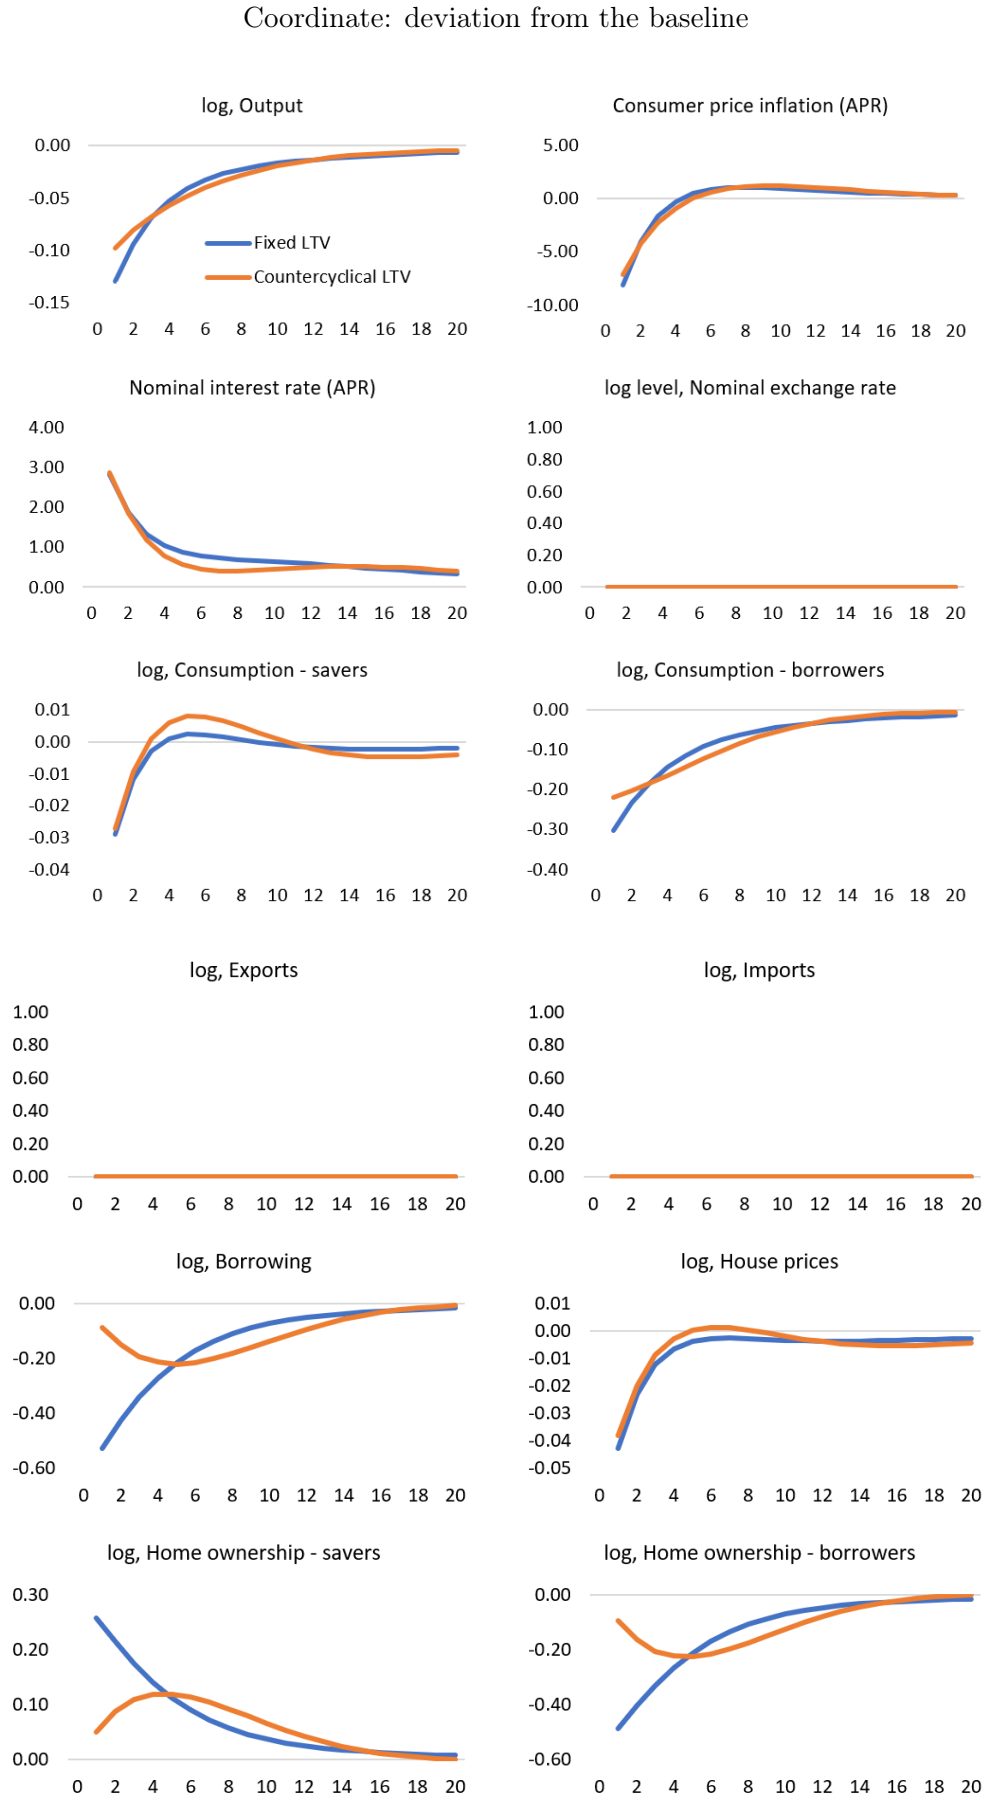 Coordinate: deviation from the baseline
log, Output
0.00
-0.05
-0.10
-0.15
Fixed LTV
Countercyclical LTV
0 2 4 6 8 10 12 14 16 18 20
Consumer price inflation (APR)
5.00
0.00
-5.00
-10.00
0 2 4 6 8 10 12 14 16 18 20
Nominal interest rate (APR)
4.00
3.00
2.00
1.00
0.00
0 2 4 6 8 10 12 14 16 18 20
log level, Nominal exchange rate
1.00
0.80
0.60
0.40
0.20
0.00
0 2 4 6 8 10 12 14 16 18 20
log, Consumption - savers
0.01
0.00
-0.01
-0.02
-0.03
-0.04
0 2 4 6 8 10 12 14 16 18 20
log, Consumption - borrowers
0.00
-0.10
-0.20
-0.30
-0.40
0 2 4 6 8 10 12 14 16 18 20
log, Exports
1.00
0.80
0.60
0.40
0.20
0.00
0 2 4 6 8 10 12 14 16 18 20
log, Imports
1.00
0.80
0.60
0.40
0.20
0.00
0 2 4 6 8 10 12 14 16 18 20
log, Borrowing
0.00
-0.20
-0.40
-0.60
0 2 4 6 8 10 12 14 16 18 20
log, House prices
0.01
0.00
-0.01
-0.02
-0.03
-0.04
-0.05
0 2 4 6 8 10 12 14 16 18 20
log, Home ownership - savers
0.30
0.20
0.10
0.00
0 2 4 6 8 10 12 14 16 18 20
log, Home ownership - borrowers
0.00
-0.20
-0.40
-0.60
0 2 4 6 8 10 12 14 16 18 20